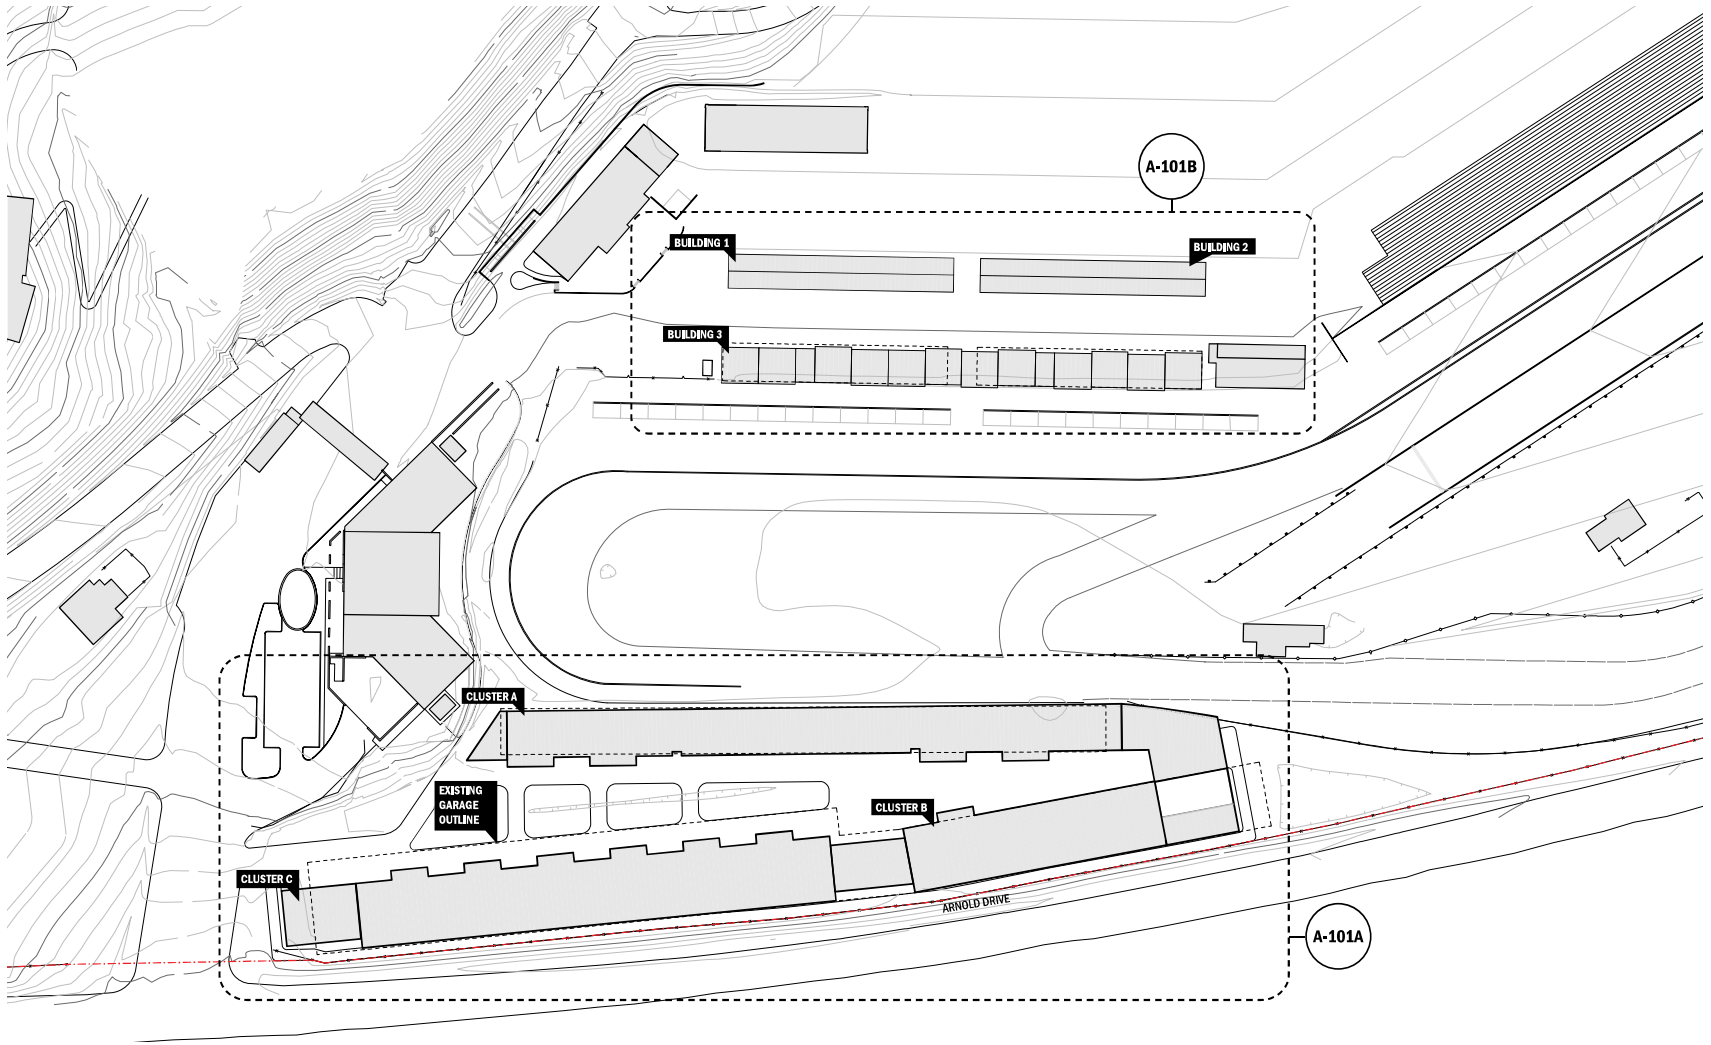 A-101B
BUILDING 1
BUILDING 2
BUILDING 3
CLUSTER A
EXISTING
GARAGE
OUTLINE
CLUSTER B
CLUSTER C
ARNOLD DRIVE
A-101A